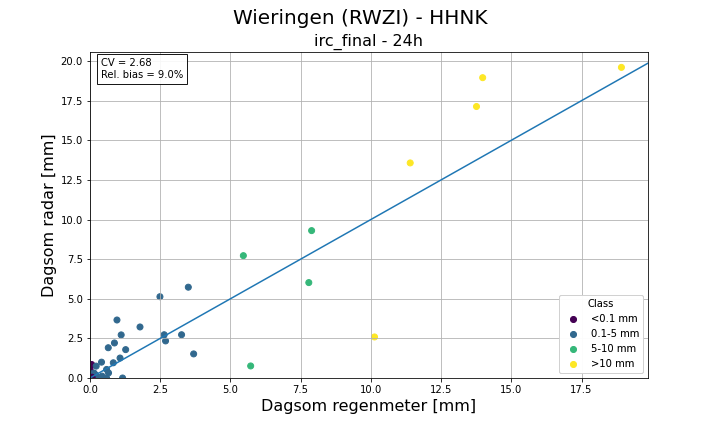 Wieringen (RWZI) - HHNK
irc_final - 24h
CV = 2.68
Rel. bias = 9.0%
20.0
17.5
15.0
12.5
10.0
7.5
5.0
2.5
0.0
Dagsom radar [mm]
Class
<0.1 mm
0.1-5 mm
5-10 mm
>10 mm
0.0 2.5 5.0 7.5 10.0 12.5 15.0 17.5
Dagsom regenmeter [mm]